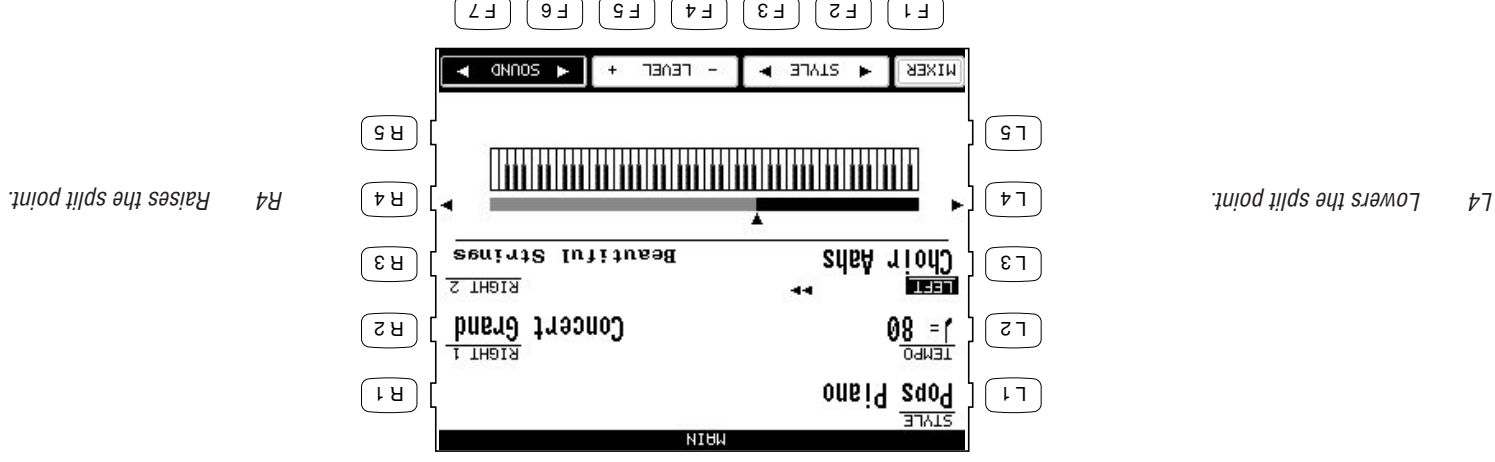 MAIN
STYLE
Pops Piano
L1
R1
TEMPO
♩= 80
RIGHT 1
Concert Grand
L2
R2
LEFT
RIGHT 2
Choir Aahs
Beautiful Strings
L3
R3
L4 Lowers the split point.
L4
R4
R4 Raises the split point.
L5
R5
MIXER
◀ STYLE ▶
- LEVEL +
◀ SOUND ▶
F1
F2
F3
F4
F5
F6
F7